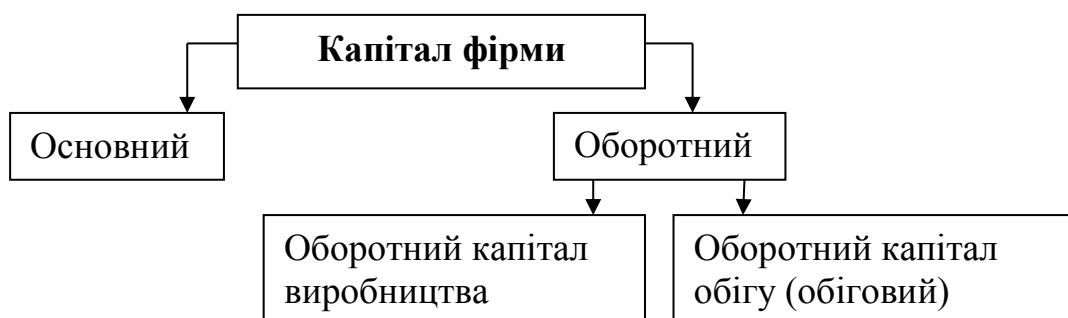 Капітал фірми
Основний
Оборотний
Оборотний капітал
виробництва
Оборотний капітал
обігу (обіговий)